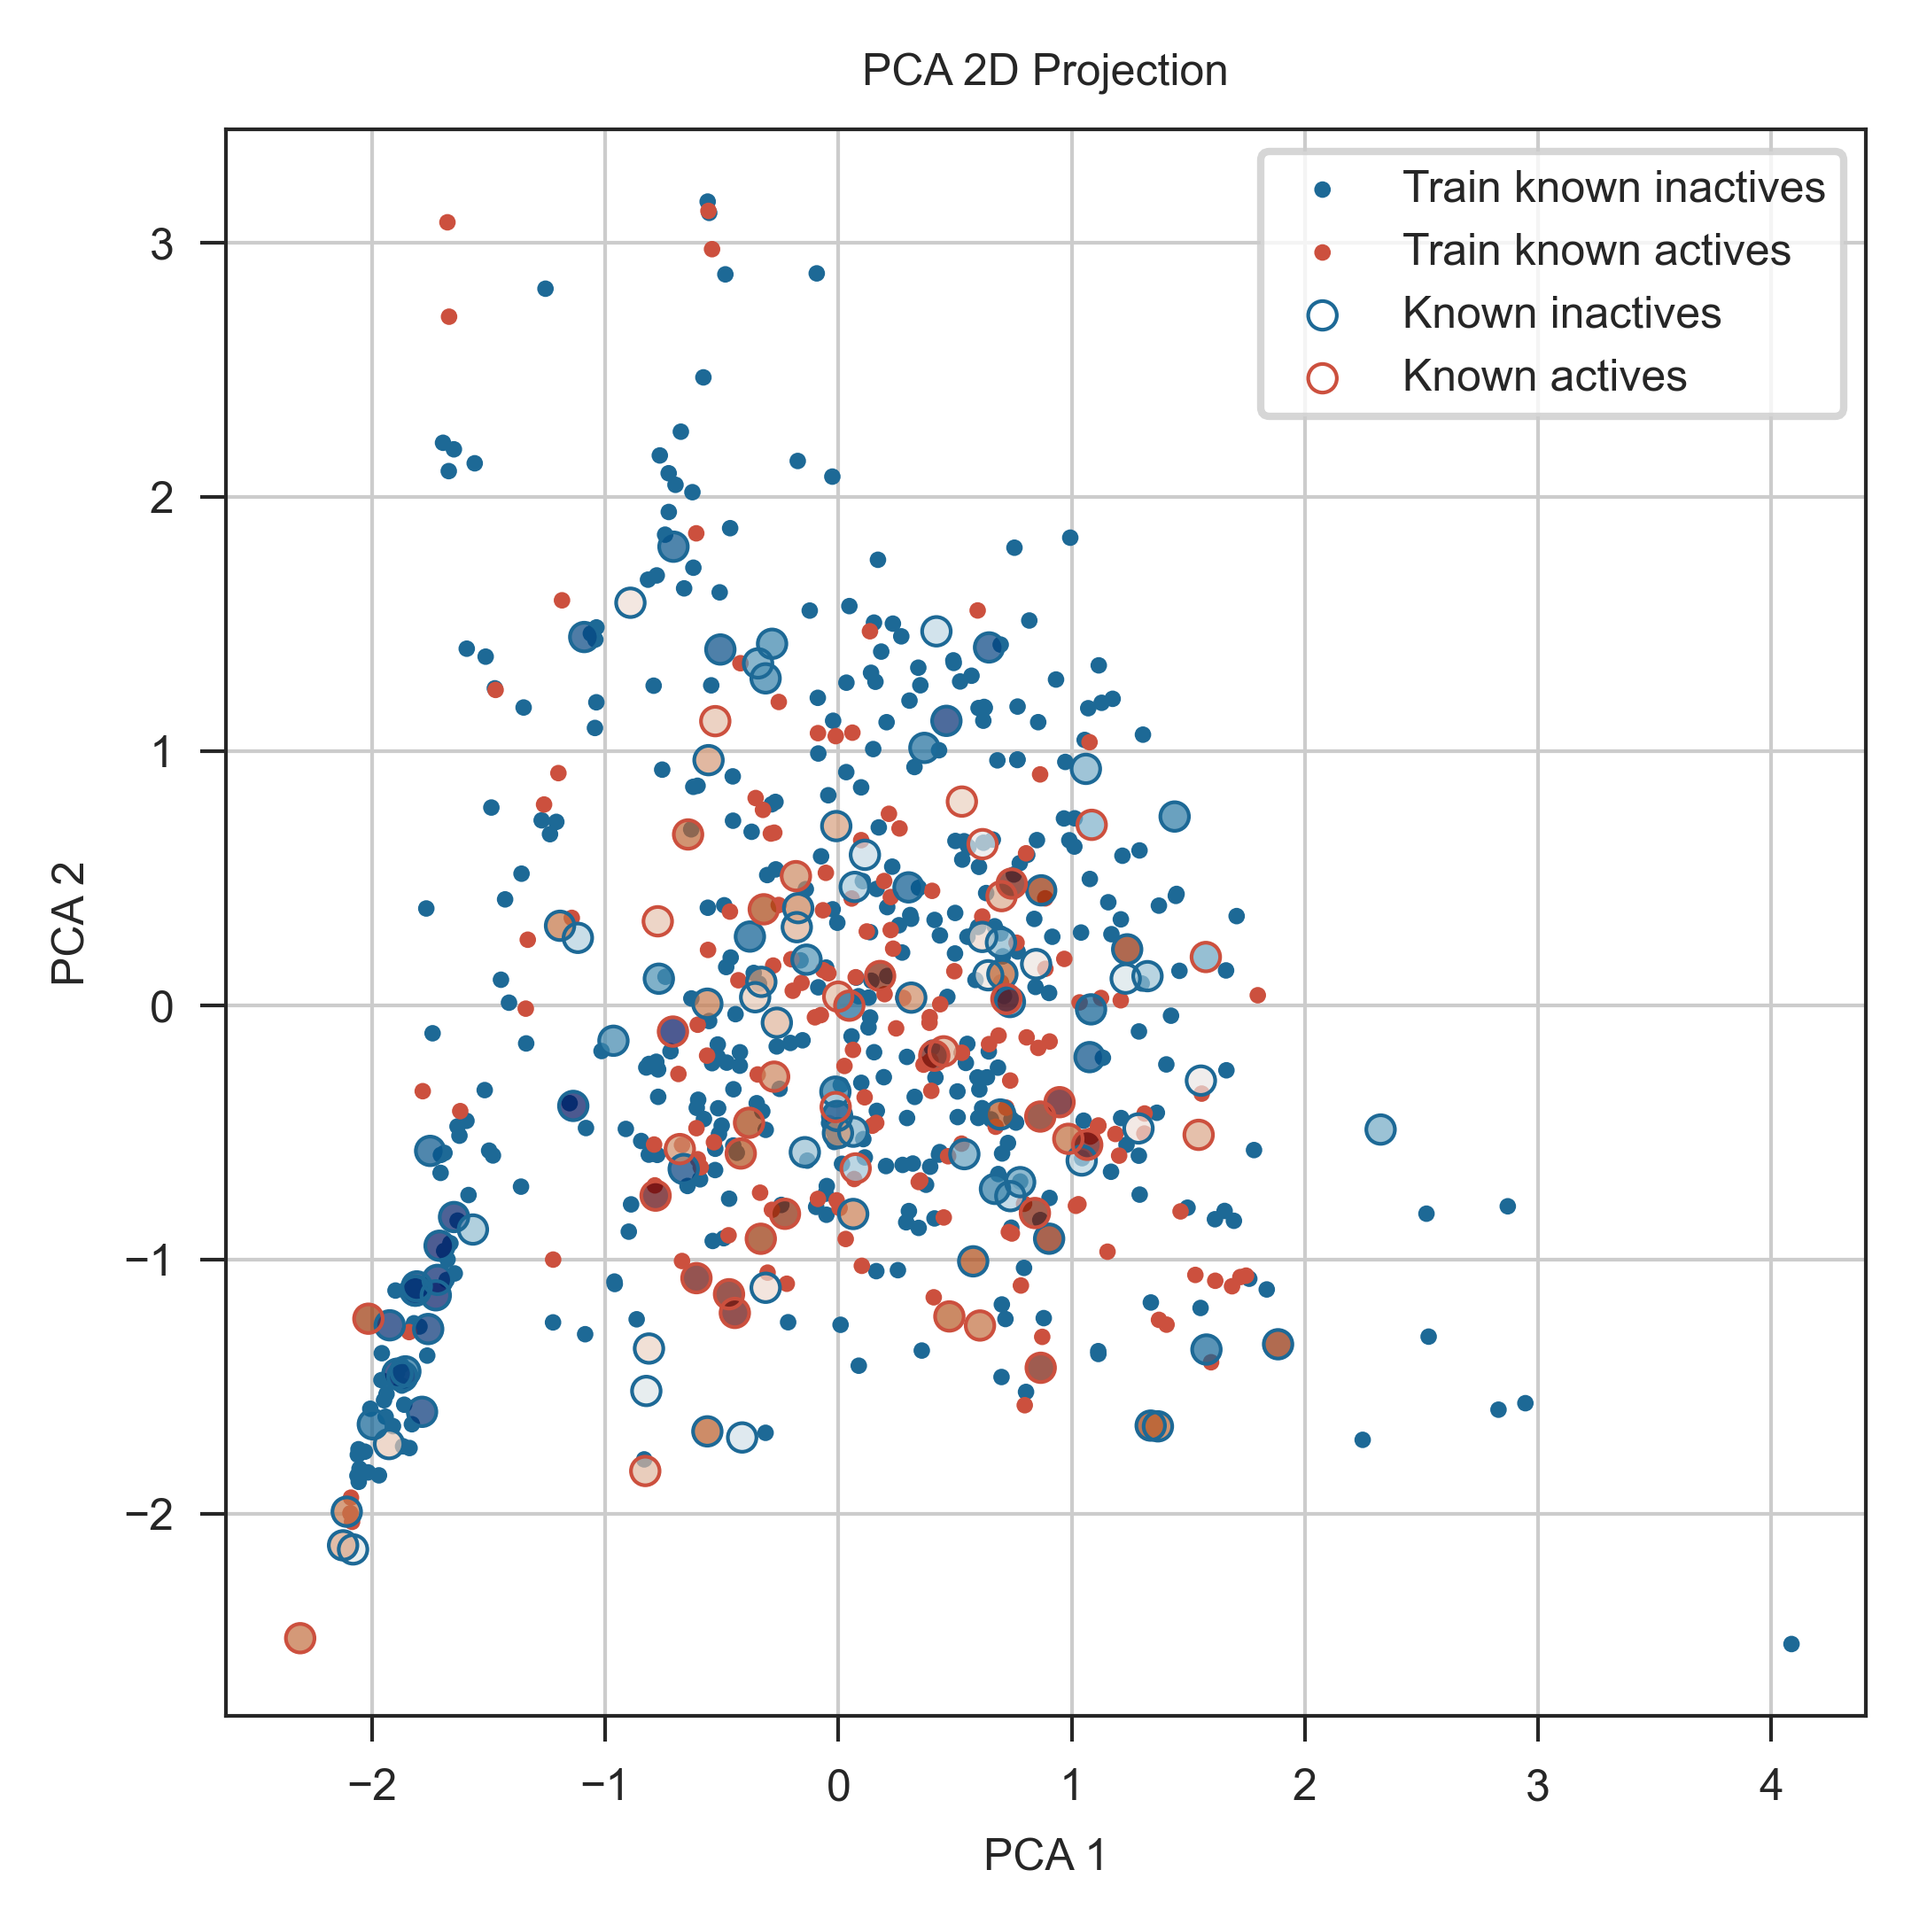 PCA 2D Projection
Train known inactives
Train known actives
Known inactives
Known actives
3
2
1
0
−1
−2
PCA 2
−2
−1
0
1
2
3
4
PCA 1